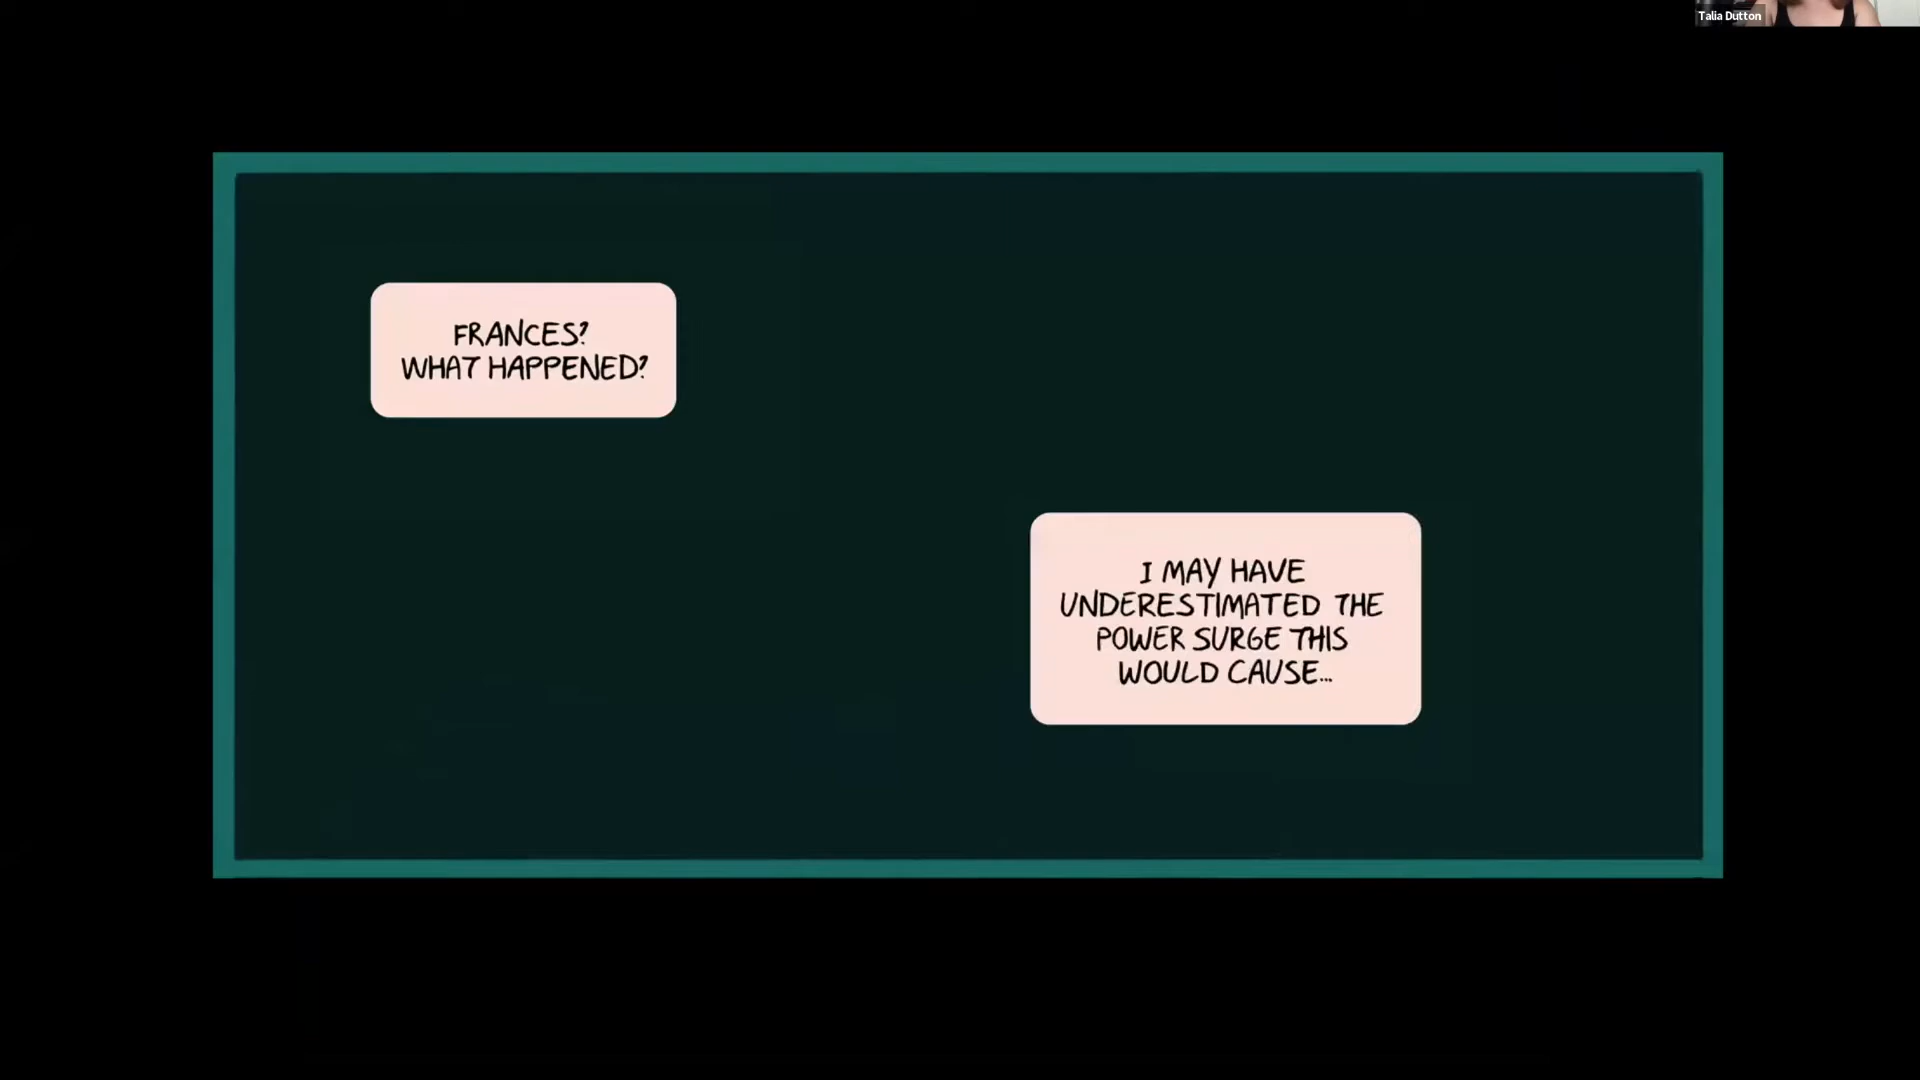 Talia Dutton
FRANCES?
WHAT HAPPENED?
I MAY HAVE
UNDERESTIMATED THE
POWER SURGE THIS
WOULD CAUSE...